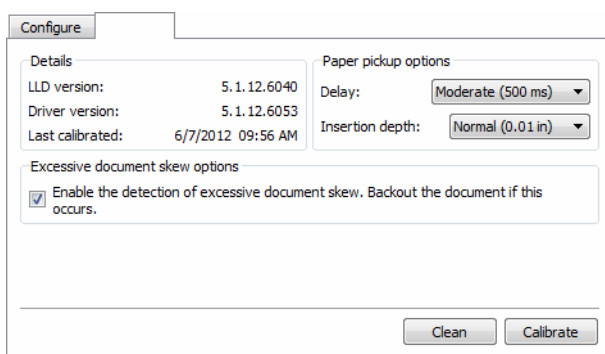 Configure
Details
LLD version: 5.1.12.6040
Driver version: 5.1.12.6053
Last calibrated: 6/7/2012 09:56 AM
Paper pickup options
Delay: Moderate (500 ms)
Insertion depth: Normal (0.01 in)
Excessive document skew options
Enable the detection of excessive document skew. Backout the document if this
occurs.
Clean
Calibrate